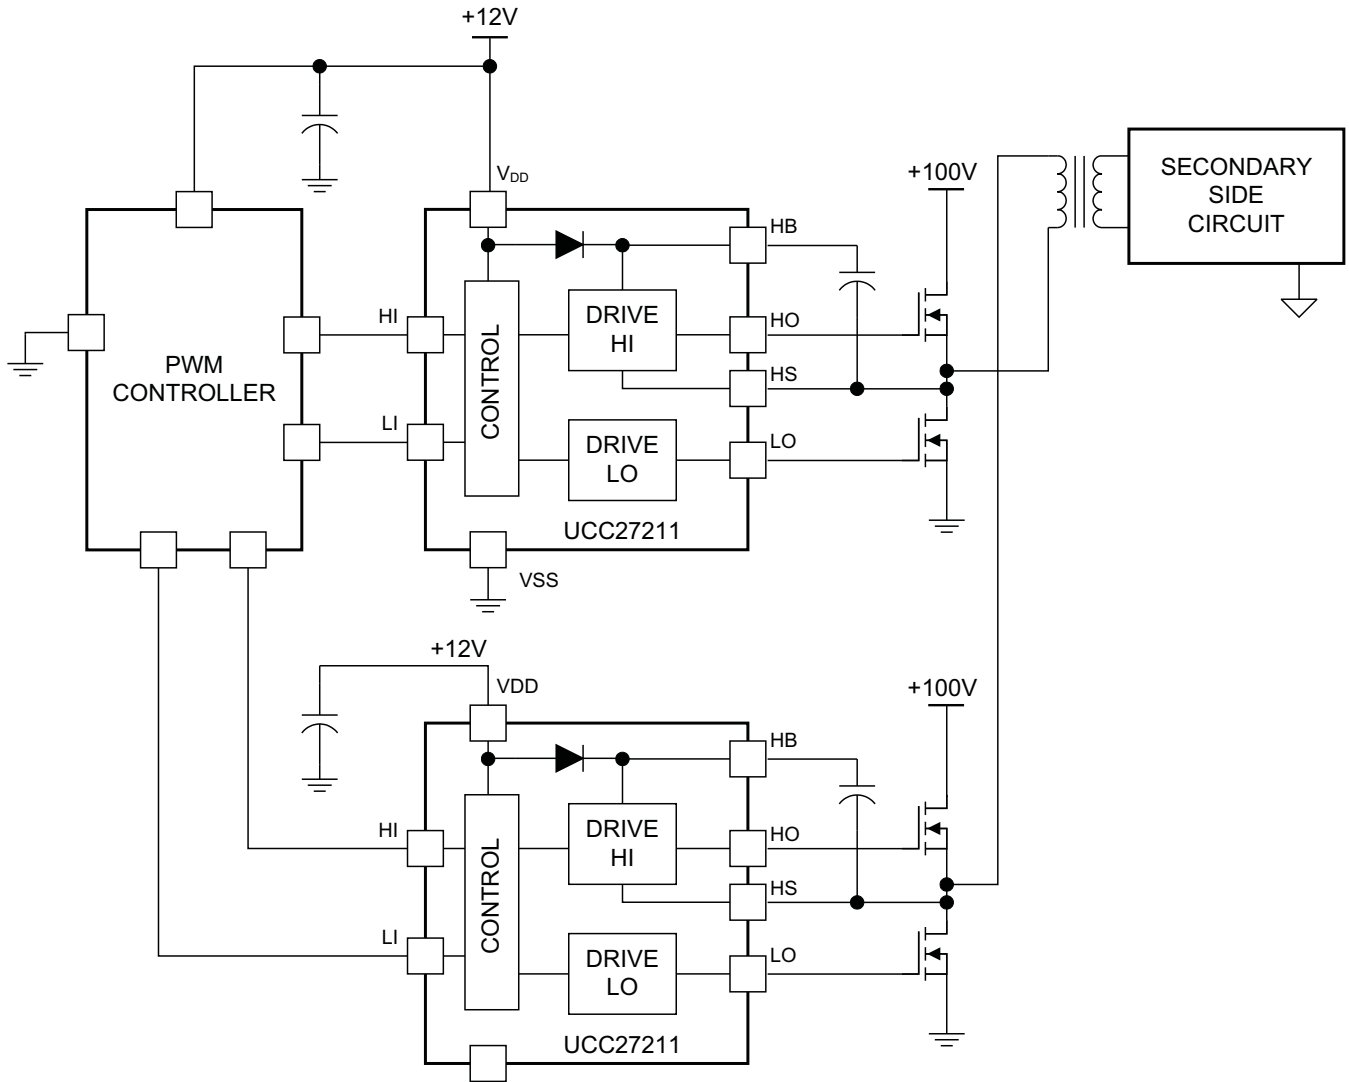 +12V
VDD
HB
+100V
SECONDARY
SIDE
CIRCUIT
HI
DRIVE
HI
HO
PWM
CONTROLLER
CONTROL
HS
LI
DRIVE
LO
LO
UCC27211
VSS
+12V
VDD
+100V
HB
HI
DRIVE
HI
HO
CONTROL
HS
LI
DRIVE
LO
LO
UCC27211